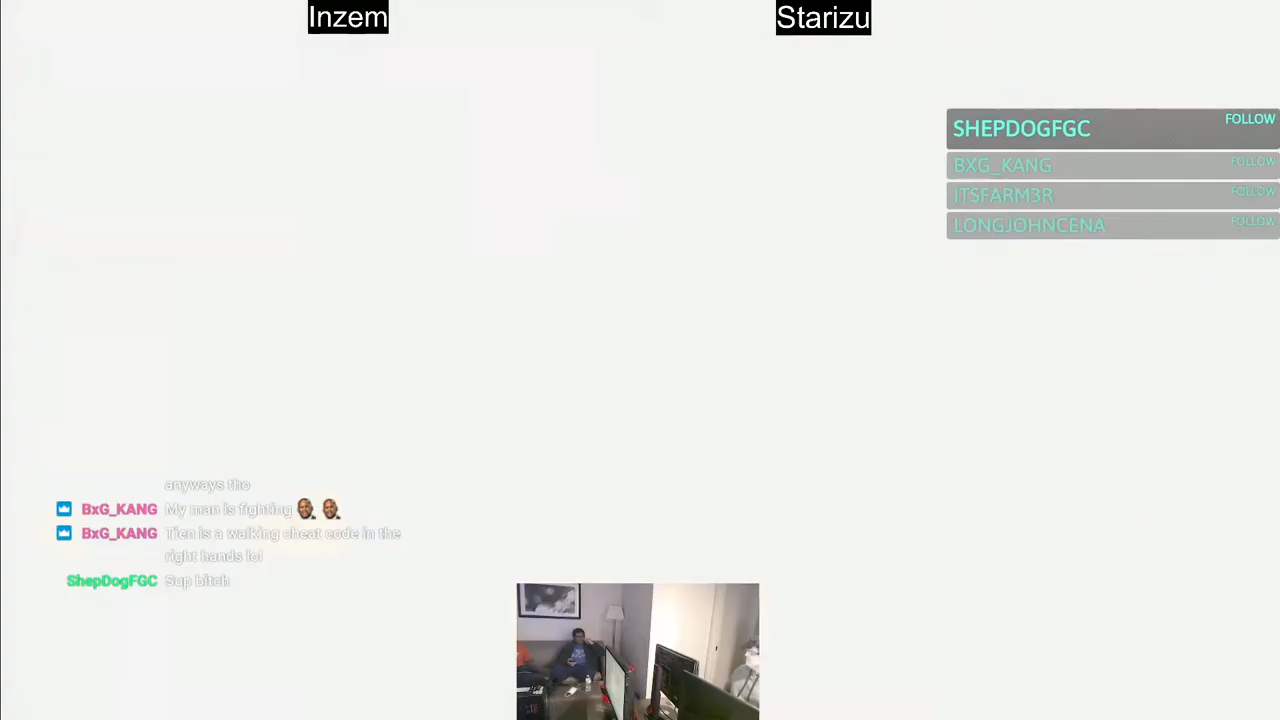 Inzem
Starizu
SHEPDOGFGC FOLLOW
BXG_KANG FOLLOW
ITSFARM3R FOLLOW
LONGJOHNCENA FOLLOW
anyways tho
BxG_KANG My man is fighting
BxG_KANG Tien is a walking cheat code in the
right hands lol
ShepDogFGC Sup bitch